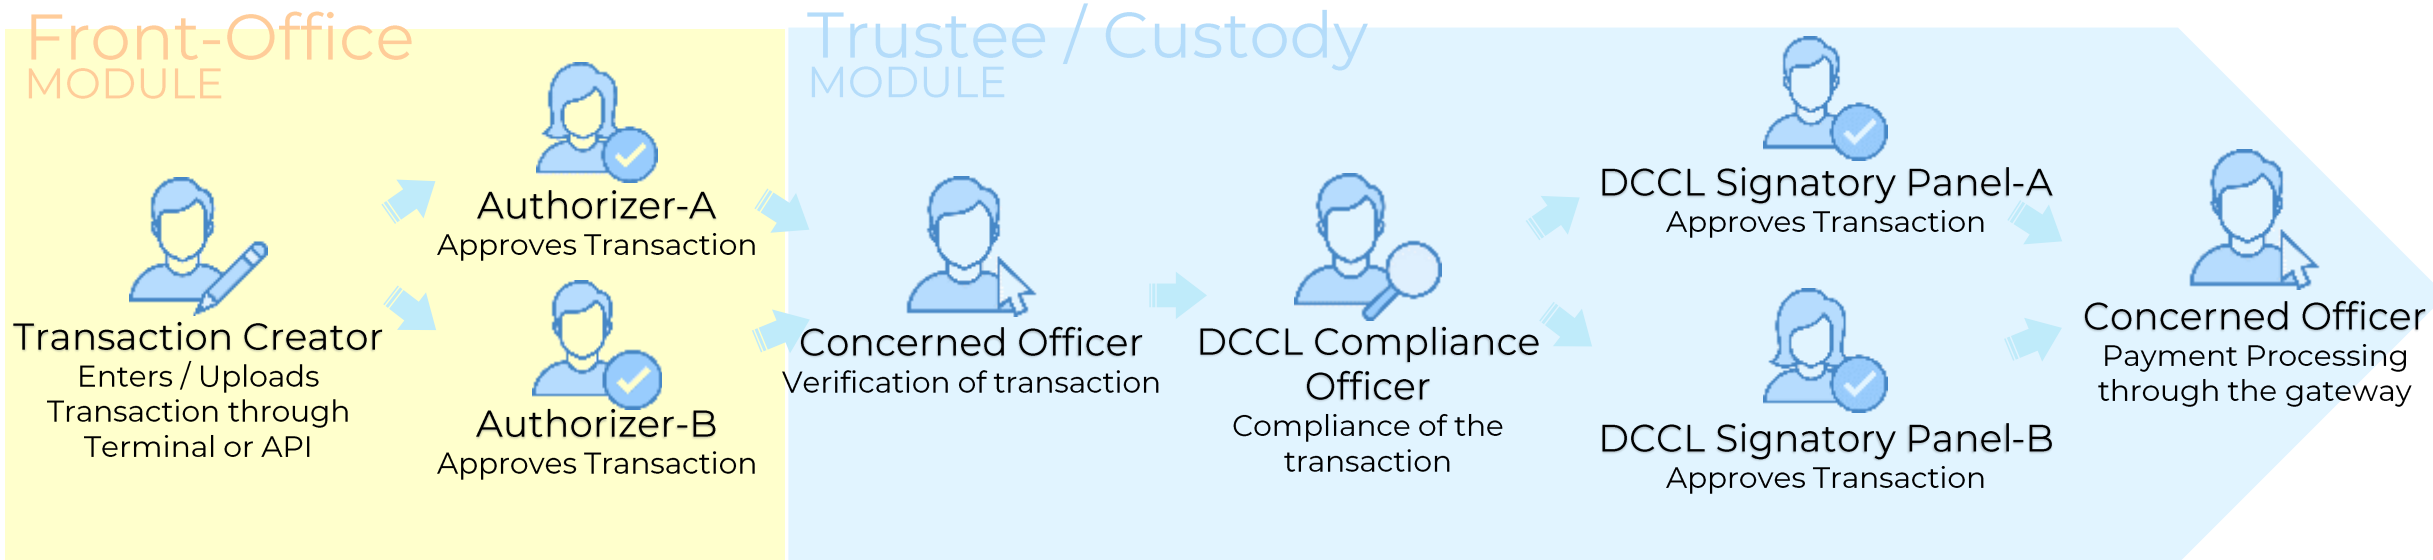 Front-Office
MODULE
Transaction Creator
Enters / Uploads
Transaction through
Terminal or API
Authorizer-A
Approves Transaction
Authorizer-B
Approves Transaction
Trustee / Custody
MODULE
Concerned Officer
Verification of transaction
DCCL Compliance
Officer
Compliance of the
transaction
DCCL Signatory Panel-A
Approves Transaction
DCCL Signatory Panel-B
Approves Transaction
Concerned Officer
Payment Processing
through the gateway